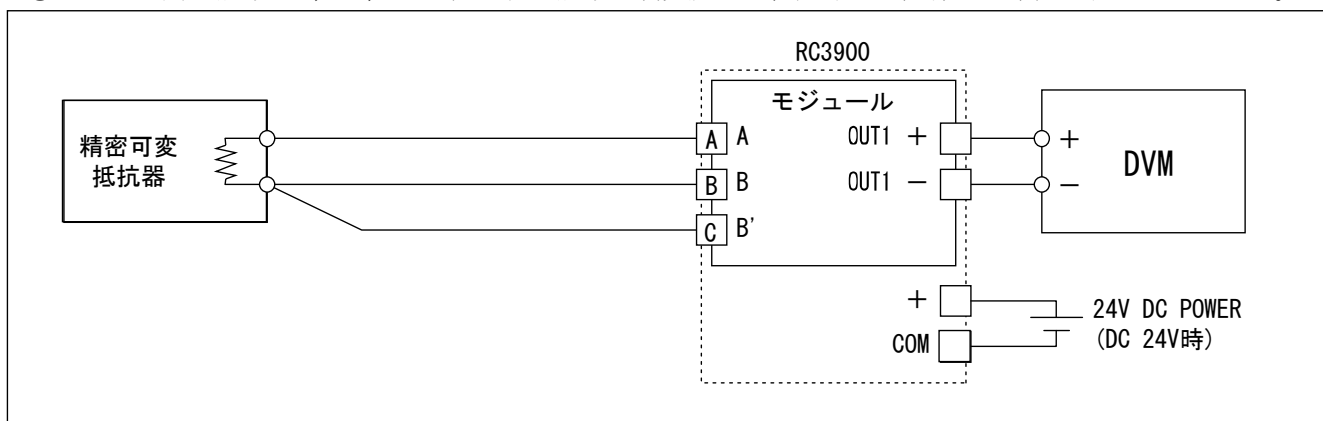 RC3900
モジュール
精密可変
抵抗器
A A
B B
C B'
OUT1 +
OUT1 −
+
−
DVM
+
COM
24V DC POWER
(DC 24V時)